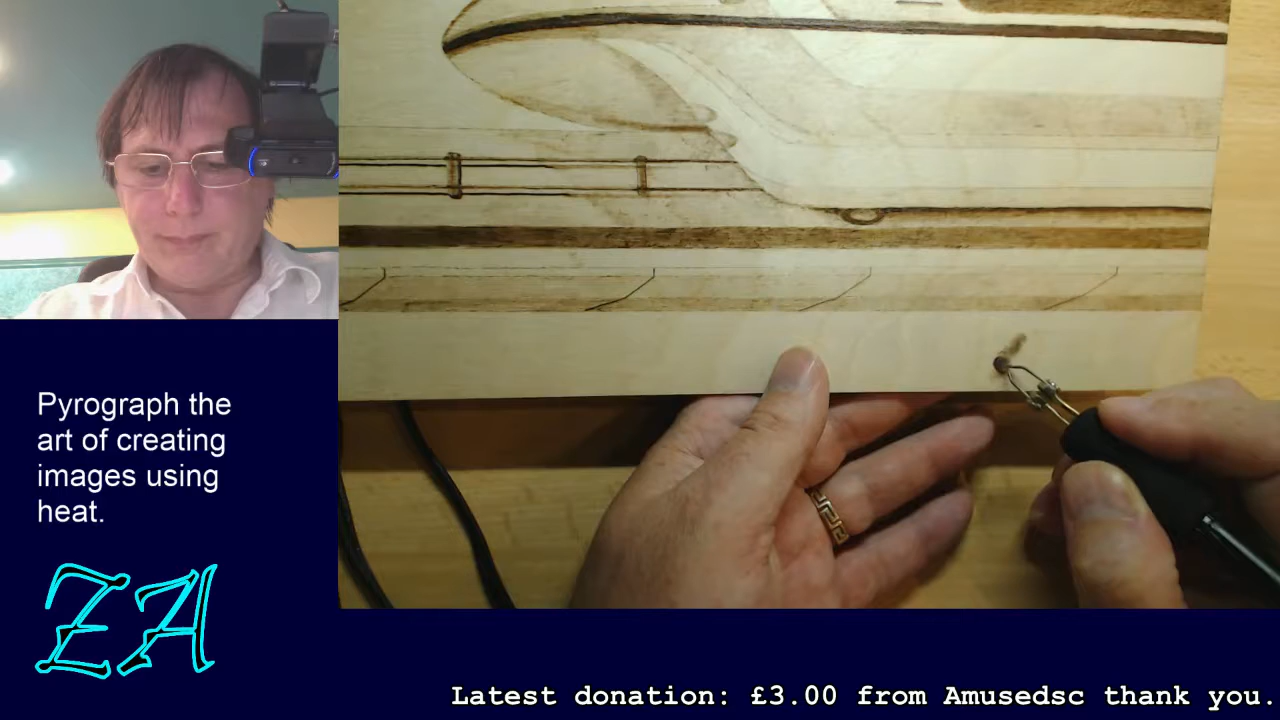 Pyrograph the
art of creating
images using
heat.
ZA
Latest donation: £3.00 from Amusedsc thank you.